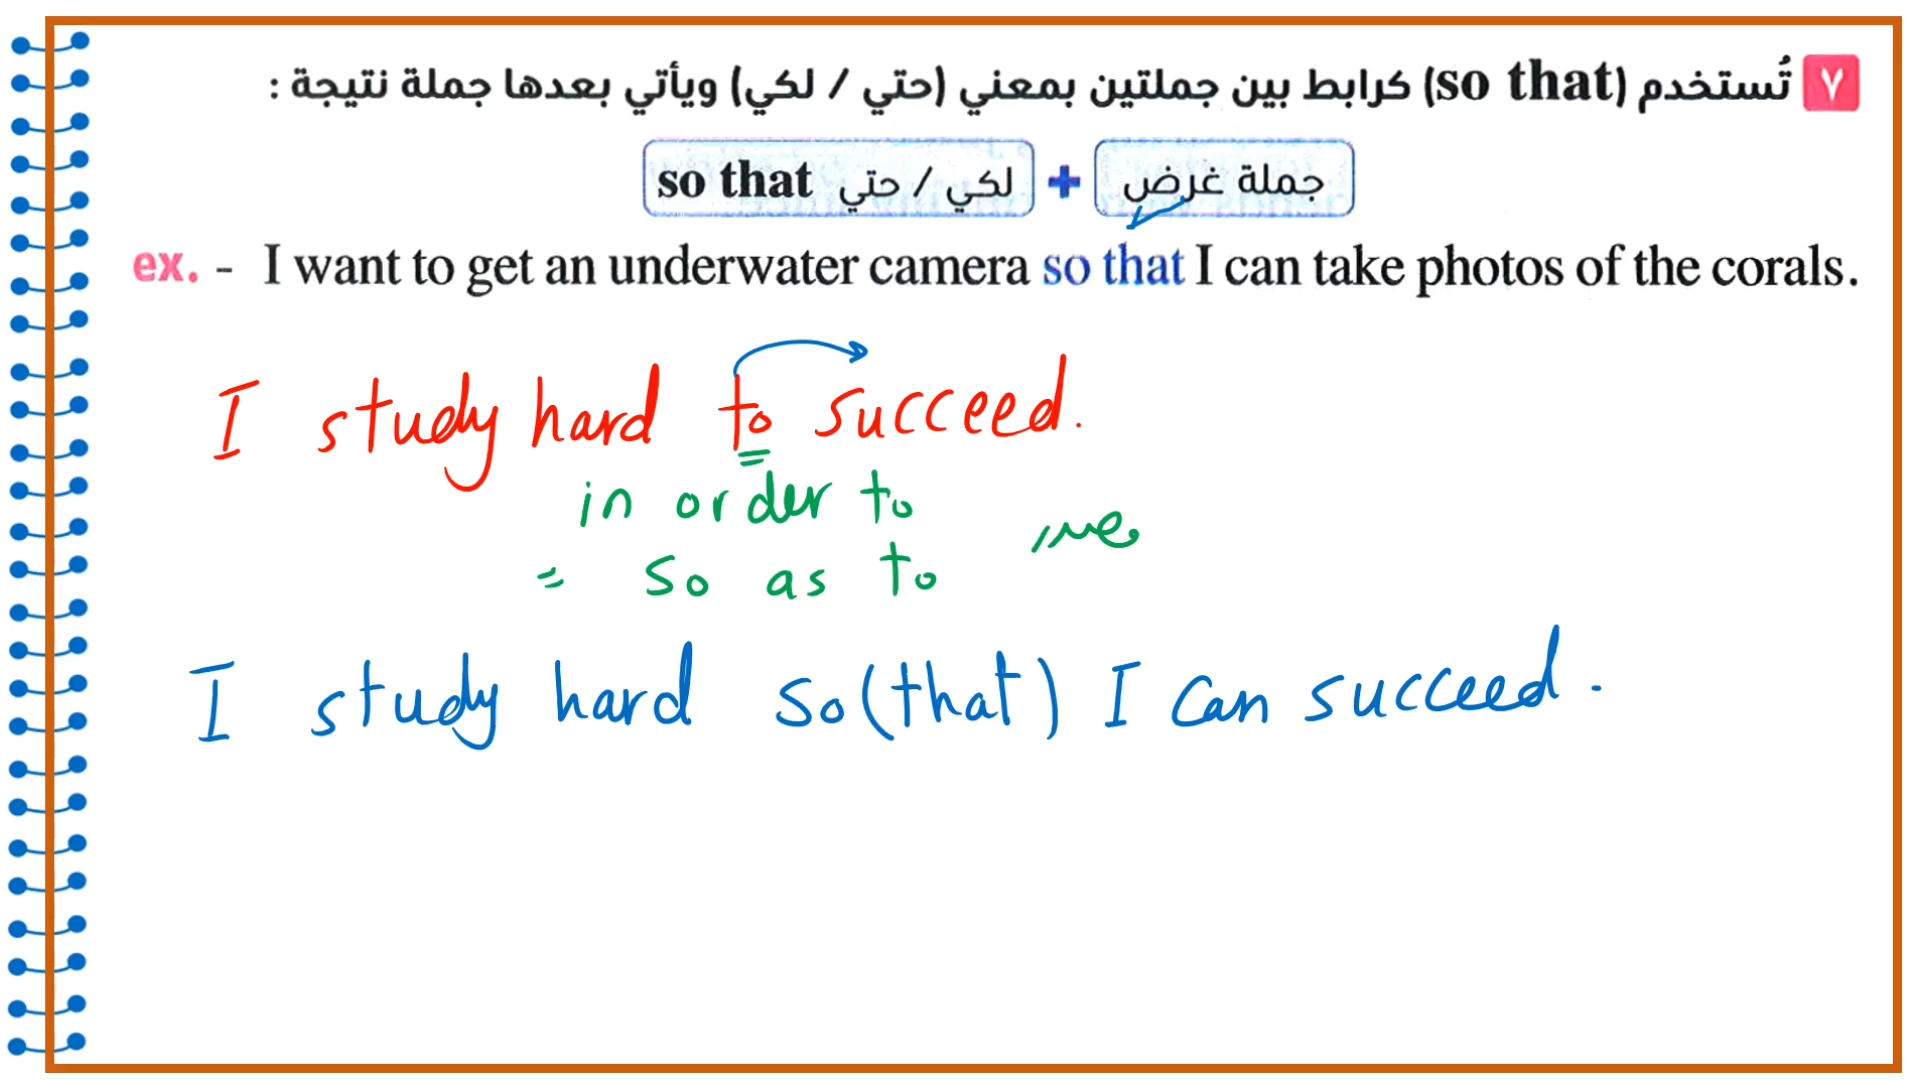 ٧ تُستخدم (so that) كرابط بين جملتين بمعني (حتي / لكي) ويأتي بعدها جملة نتيجة :
so that لكي / حتي + جملة غرض
ex. - I want to get an underwater camera so that I can take photos of the corals.
I study hard to succeed.
= in order to
= so as to مصدر
I study hard so (that) I can succeed.